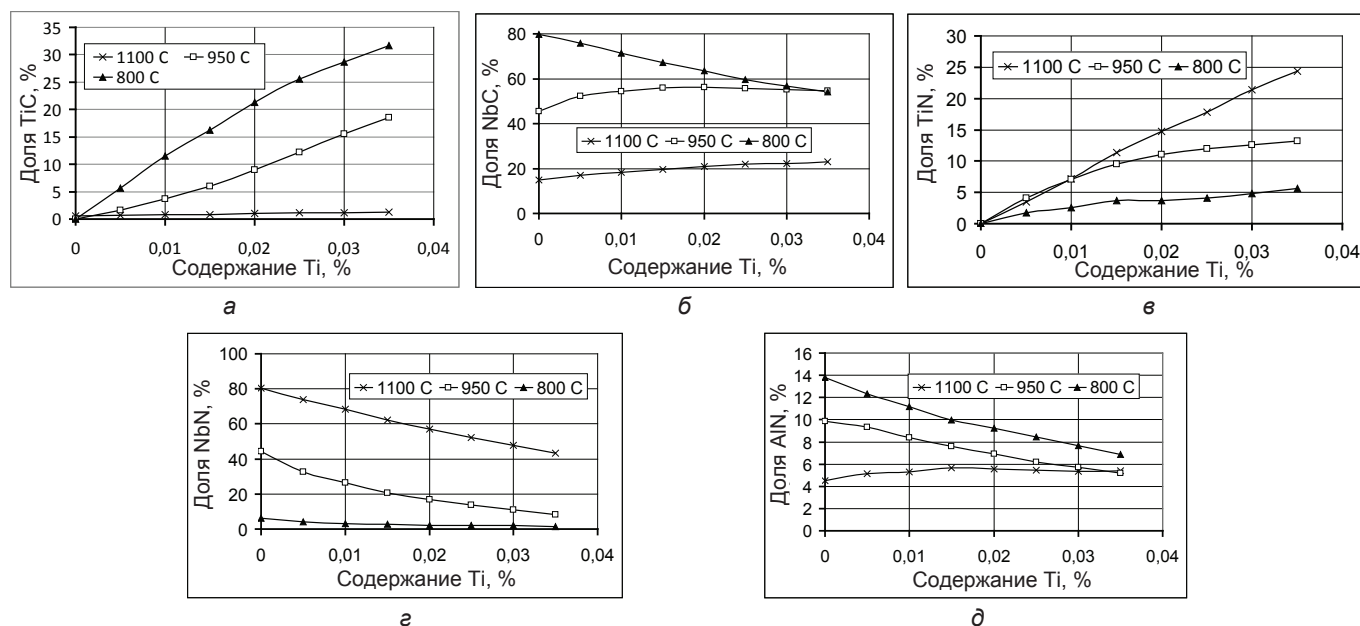 Доля TiC, %
35
30
25
20
15
10
5
0
1100 C 950 C
800 C
0 0,01 0,02 0,03 0,04
Содержание Ti, %
а
Доля NbC, %
80
60
40
20
0
1100 C 950 C 800 C
0 0,01 0,02 0,03 0,04
Содержание Ti, %
б
Доля TiN, %
30
25
20
15
10
5
0
1100 C 950 C 800 C
0 0,01 0,02 0,03 0,04
Содержание Ti, %
в
Доля NbN, %
100
80
60
40
20
0
1100 C 950 C 800 C
0 0,01 0,02 0,03 0,04
Содержание Ti, %
г
Доля AlN, %
16
14
12
10
8
6
4
2
0
1100 C 950 C 800 C
0 0,01 0,02 0,03 0,04
Содержание Ti, %
д